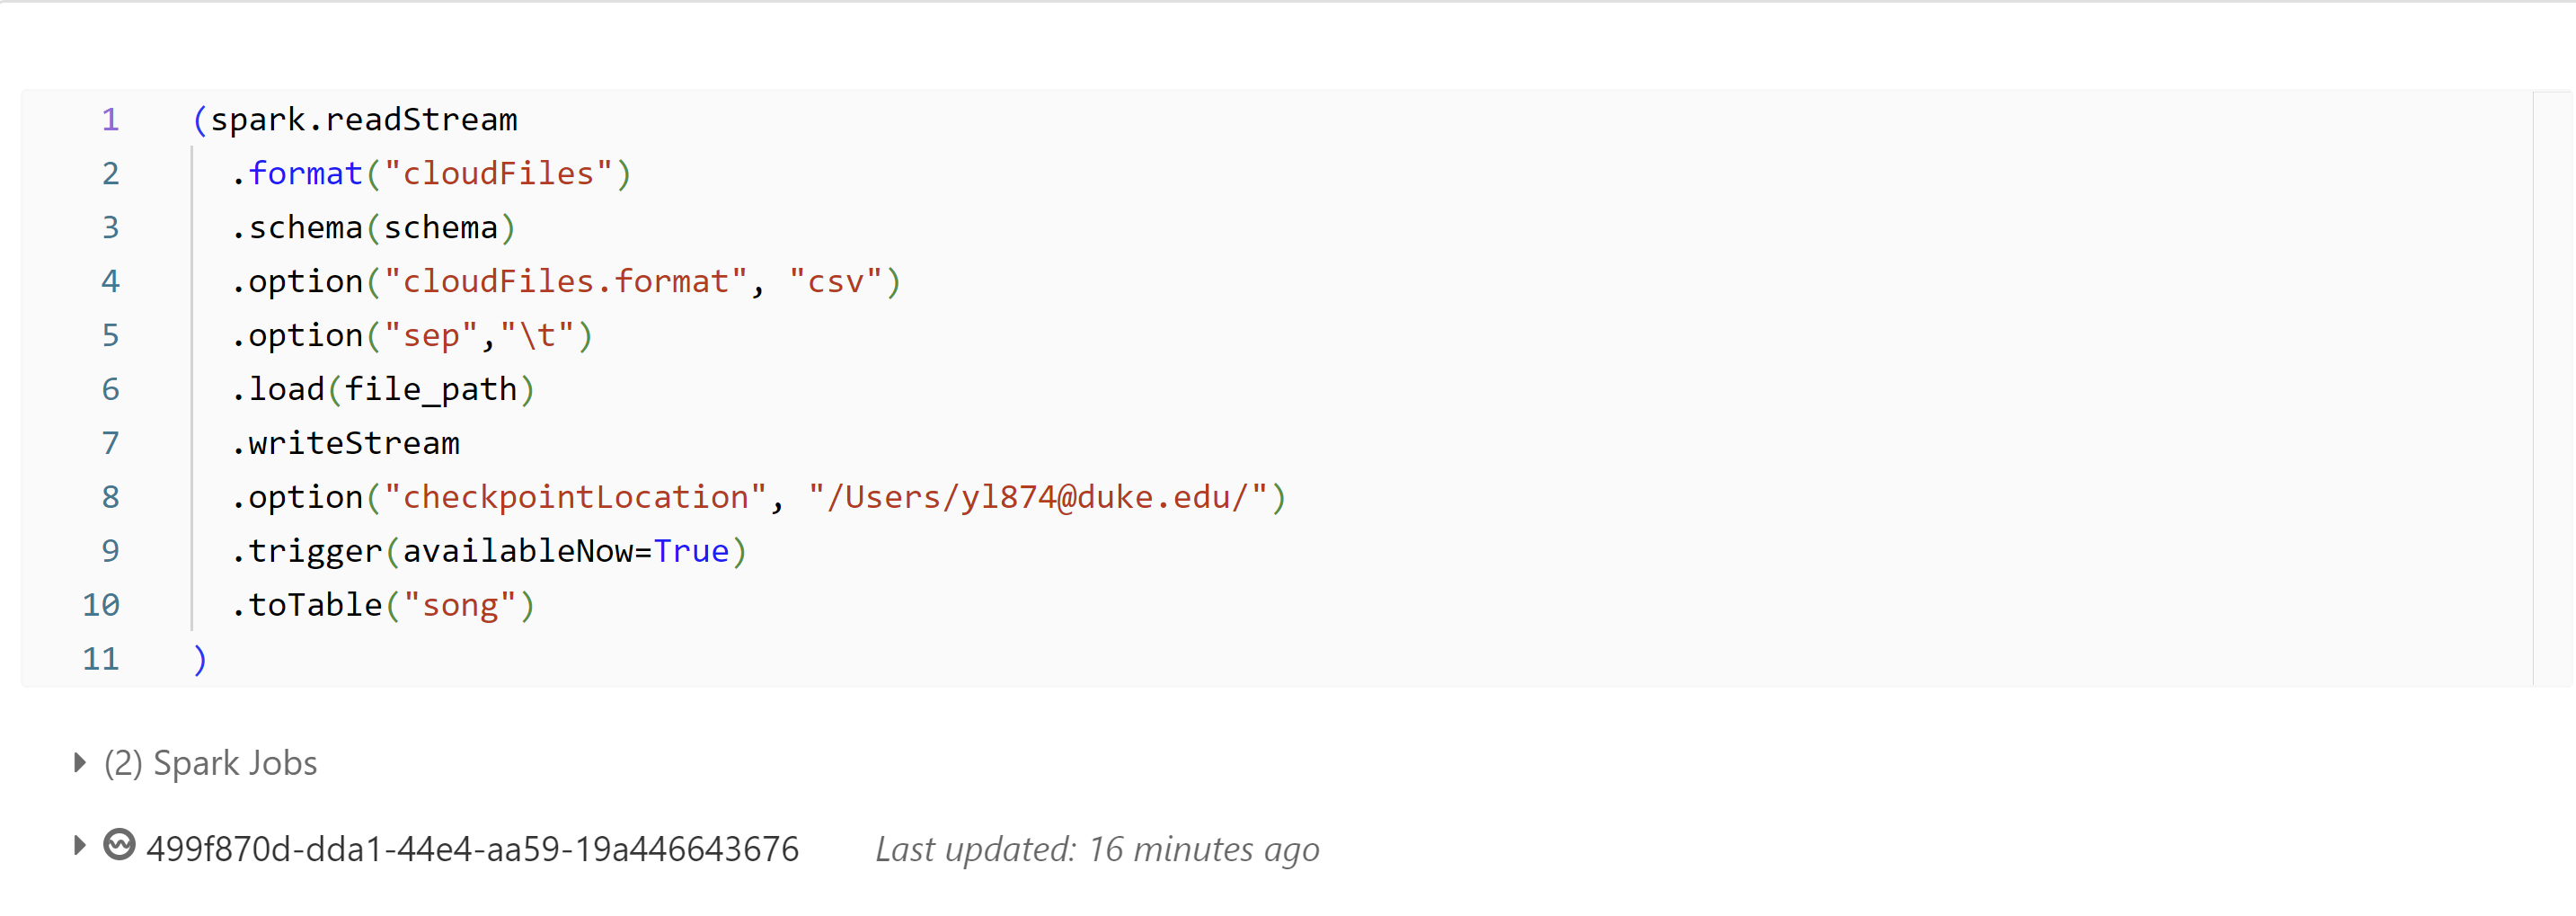 1 (spark.readStream
2 .format("cloudFiles")
3 .schema(schema)
4 .option("cloudFiles.format", "csv")
5 .option("sep","\t")
6 .load(file_path)
7 .writeStream
8 .option("checkpointLocation", "/Users/yl874@duke.edu/")
9 .trigger(availableNow=True)
10 .toTable("song")
11 )
(2) Spark Jobs
499f870d-dda1-44e4-aa59-19a446643676 Last updated: 16 minutes ago